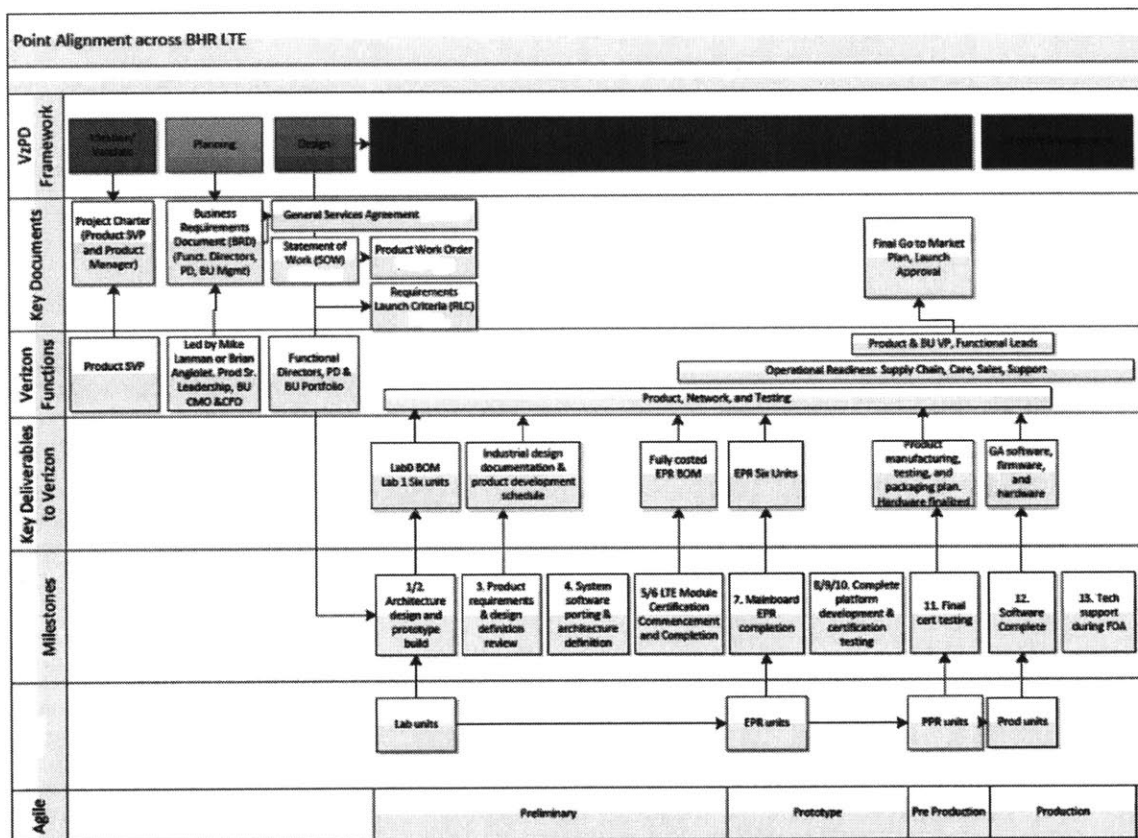 Point Alignment across BHR LTE
VzPD
Framework
Planning
Design
Key Documents
Project Charter
(Product SVP
and Product
Manager)
Business
Requirements
Document (BRD)
(Funct. Directors,
PD, BU Mgmt)
General Services Agreement
Statement of
Work (SOW)
Product Work Order
Requirements
Launch Criteria (RLC)
Final Go to Market
Plan, Launch
Approval
Verizon
Functions
Product SVP
Led by Mike
Lanman or Brian
Angiolet. Prod Sr.
Leadership, BU
CMO &CFO
Functional
Directors, PD &
BU Portfolio
Product & BU VP, Functional Leads
Operational Readiness: Supply Chain, Care, Sales, Support
Product, Network, and Testing
Key Deliverables
to Verizon
Lab0 BOM
Lab 1 Six units
Industrial design
documentation &
product development
schedule
Fully costed
EPR BOM
EPR Six Units
Product
manufacturing,
testing, and
packaging plan.
Hardware finalized
GA software,
firmware,
and
hardware
Milestones
1/2.
Architecture
design and
prototype
build
3. Product
requirements
& design
definition
review
4. System
software
porting &
architecture
definition
5/6 LTE Module
Certification
Commencement
and Completion
7. Mainboard
EPR
completion
8/9/10. Complete
platform
development &
certification
testing
11. Final
cert testing
12.
Software
Complete
13. Tech
support
during FOA
Lab units
EPR units
PPR units
Prod units
Agile
Preliminary
Prototype
Pre Production
Production